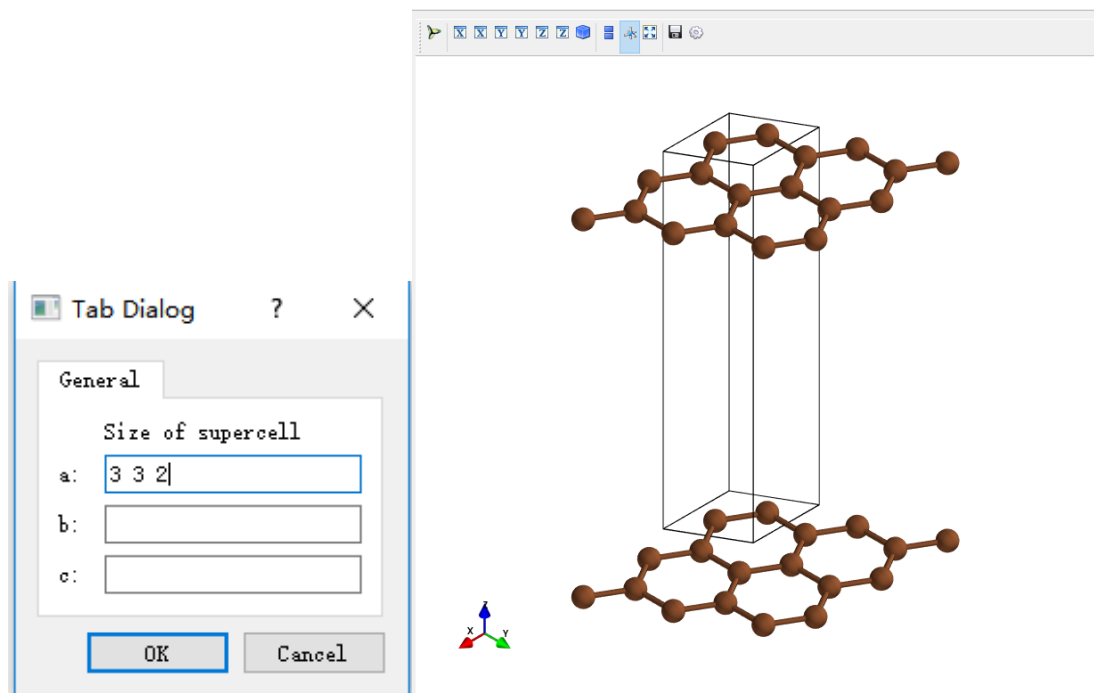 X X Y Y Z Z
Tab Dialog ?
General
Size of supercell
a: 3 3 2
b:
c:
OK Cancel
Z
X Y